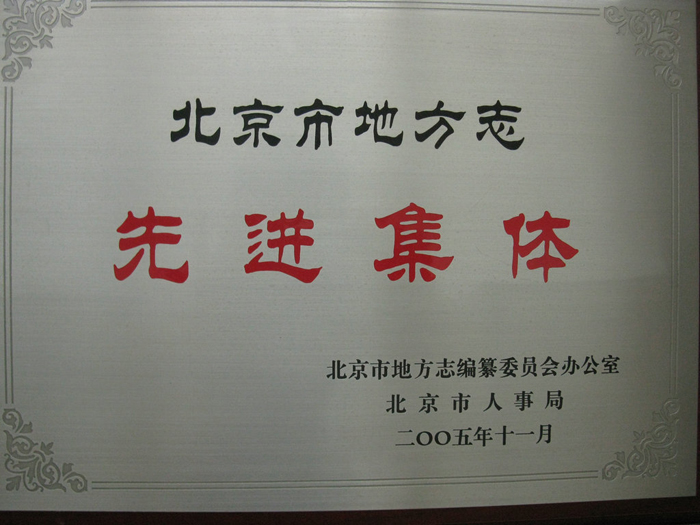 北京市地方志
先进集体
北京市地方志编纂委员会办公室
北京市人事局
二〇〇五年十一月